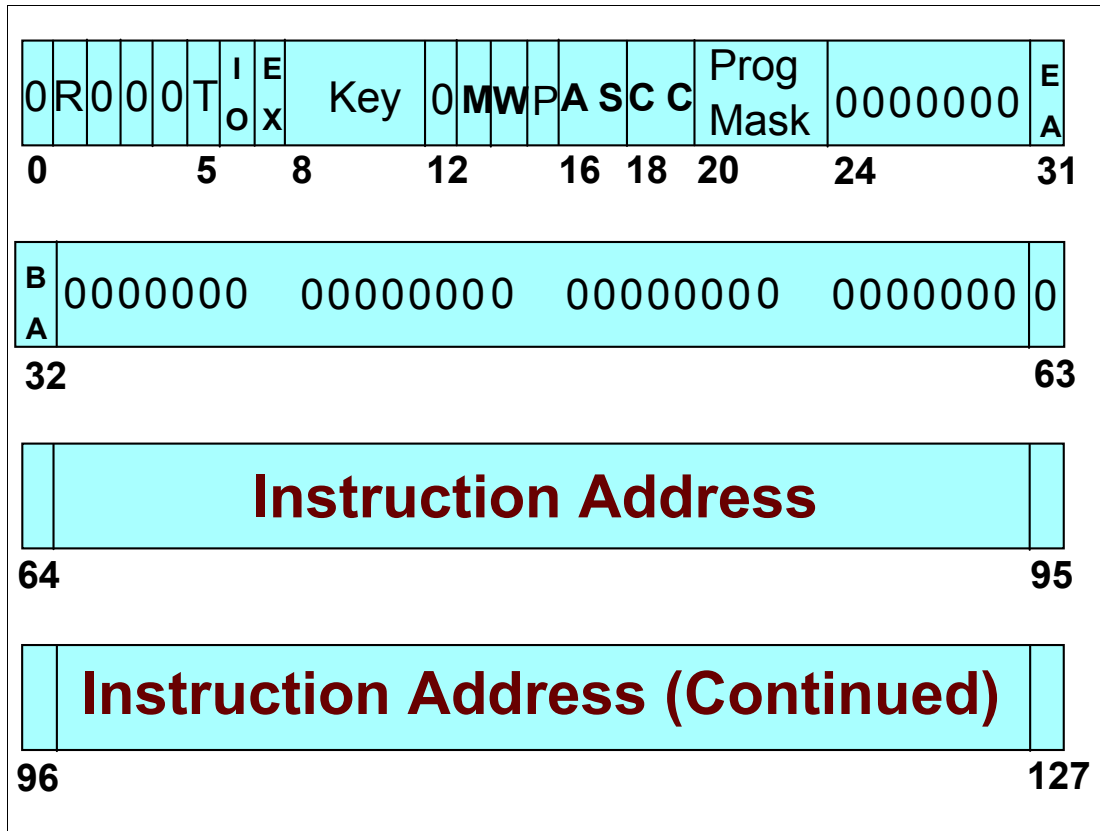 0 R 0 0 0 T I O E X Key 0 M W P A S C C Prog Mask 0000000 E A
0 5 8 12 16 18 20 24 31
B A 0000000 00000000 00000000 0000000 0
32 63
Instruction Address
64 95
Instruction Address (Continued)
96 127